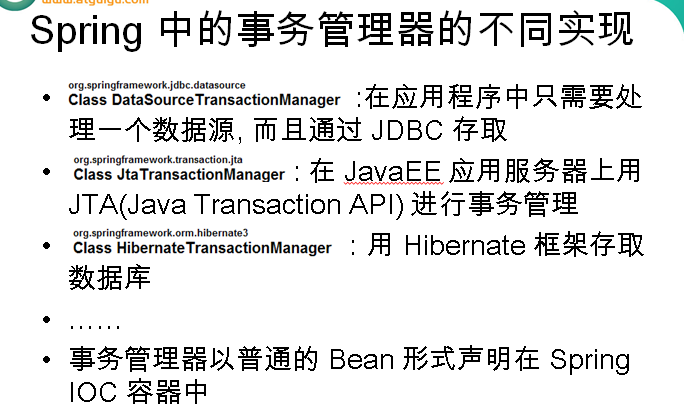 www.atguigu.com
Spring 中的事务管理器的不同实现
org.springframework.jdbc.datasource
• Class DataSourceTransactionManager :在应用程序中只需要处
理一个数据源, 而且通过 JDBC 存取
org.springframework.transaction.jta
• Class JtaTransactionManager : 在 JavaEE 应用服务器上用
JTA(Java Transaction API) 进行事务管理
org.springframework.orm.hibernate3
• Class HibernateTransactionManager : 用 Hibernate 框架存取
数据库
• ……
• 事务管理器以普通的 Bean 形式声明在 Spring
IOC 容器中